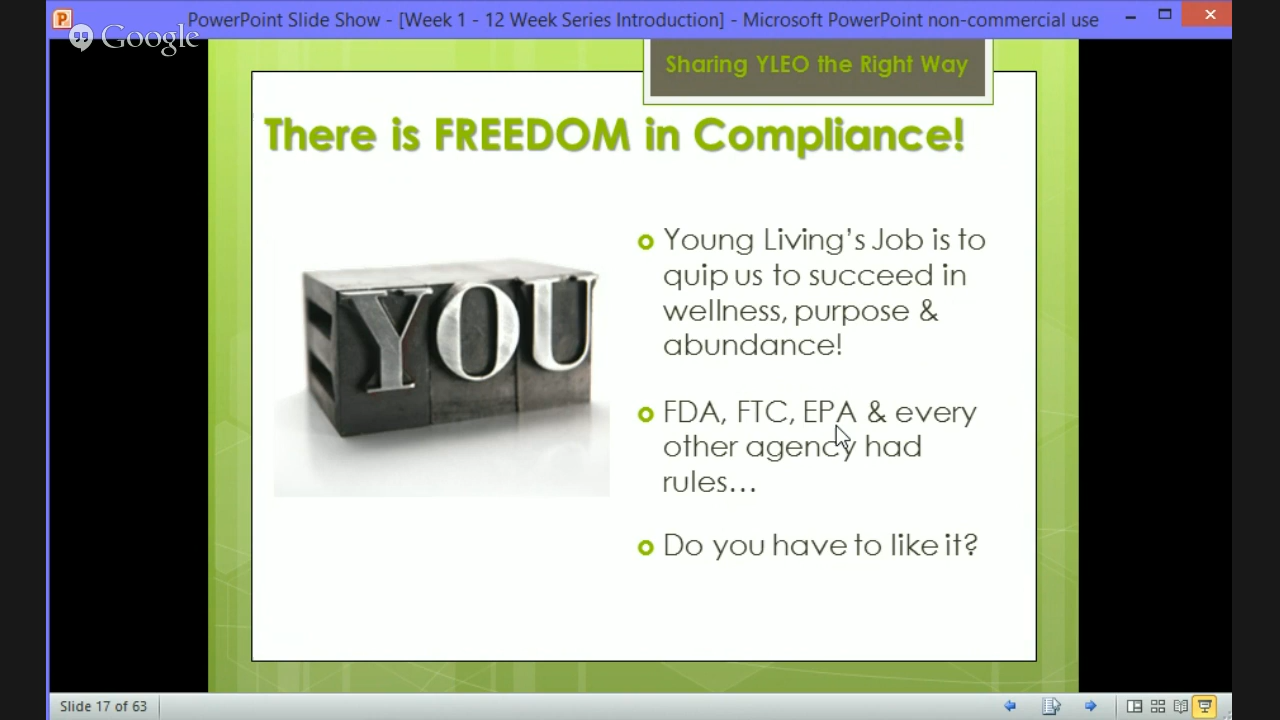 PowerPoint Slide Show - [Week 1 - 12 Week Series Introduction] - Microsoft PowerPoint non-commercial use
Google
Sharing YLEO the Right Way
There is FREEDOM in Compliance!
YOU
Young Living's Job is to
quip us to succeed in
wellness, purpose &
abundance!
FDA, FTC, EPA & every
other agency had
rules...
Do you have to like it?
Slide 17 of 63